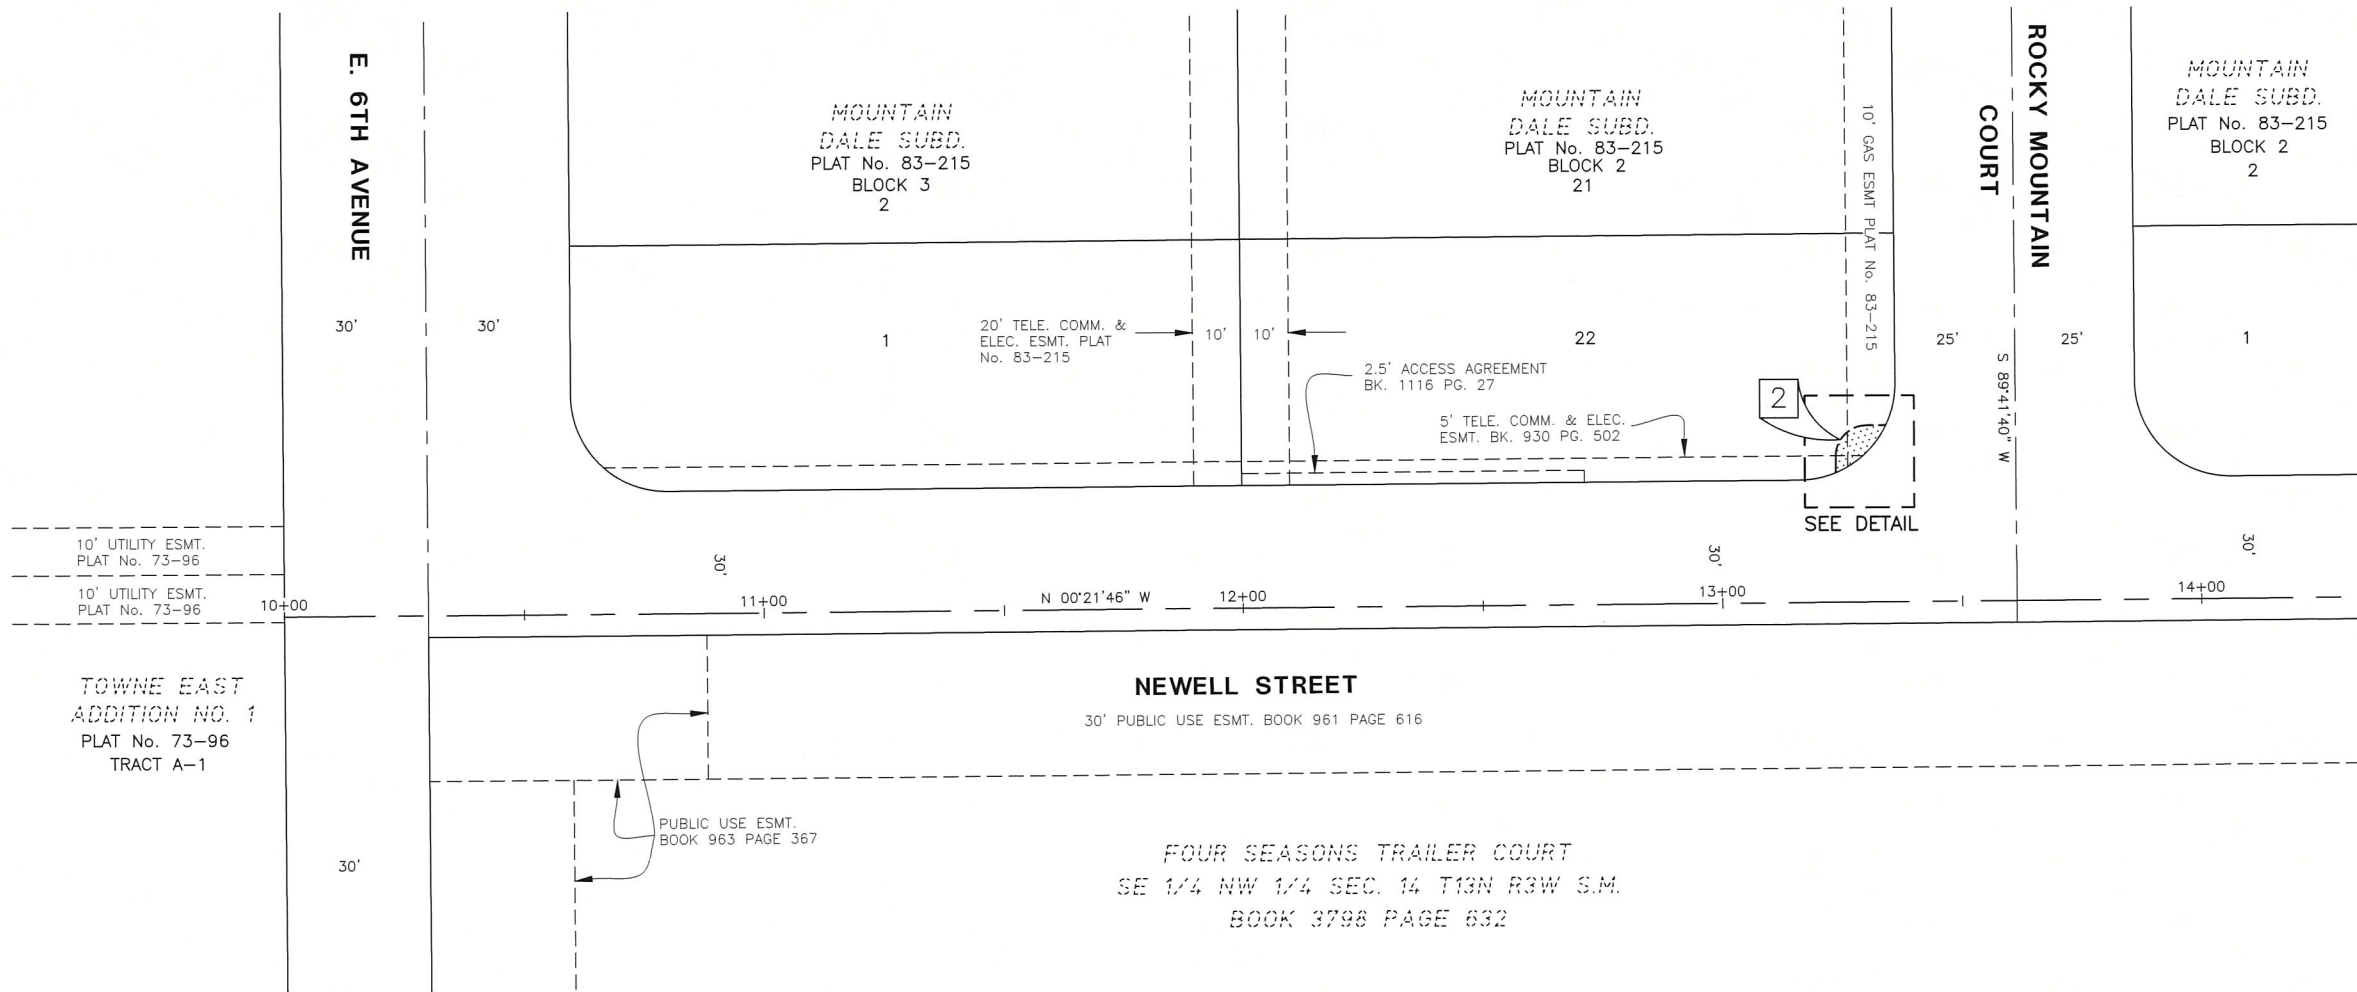 E. 6TH AVENUE
MOUNTAIN
DALE SUBD.
PLAT No. 83-215
BLOCK 3
2
MOUNTAIN
DALE SUBD.
PLAT No. 83-215
BLOCK 2
21
10' GAS ESMT PLAT No. 83-215
ROCKY MOUNTAIN
COURT
MOUNTAIN
DALE SUBD.
PLAT No. 83-215
BLOCK 2
2
30'
30'
1
20' TELE. COMM. &
ELEC. ESMT. PLAT
No. 83-215
10'
10'
22
25'
25'
1
S 89°41'40" W
2.5' ACCESS AGREEMENT
BK. 1116 PG. 27
2
5' TELE. COMM. & ELEC.
ESMT. BK. 930 PG. 502
SEE DETAIL
10' UTILITY ESMT.
PLAT No. 73-96
30'
30'
30'
10' UTILITY ESMT.
PLAT No. 73-96
10+00
11+00
N 00°21'46" W
12+00
13+00
14+00
TOWNE EAST
ADDITION NO. 1
PLAT No. 73-96
TRACT A-1
NEWELL STREET
30' PUBLIC USE ESMT. BOOK 961 PAGE 616
PUBLIC USE ESMT.
BOOK 963 PAGE 367
30'
FOUR SEASONS TRAILER COURT
SE 1/4 NW 1/4 SEC. 14 T13N R3W S.M.
BOOK 3798 PAGE 632